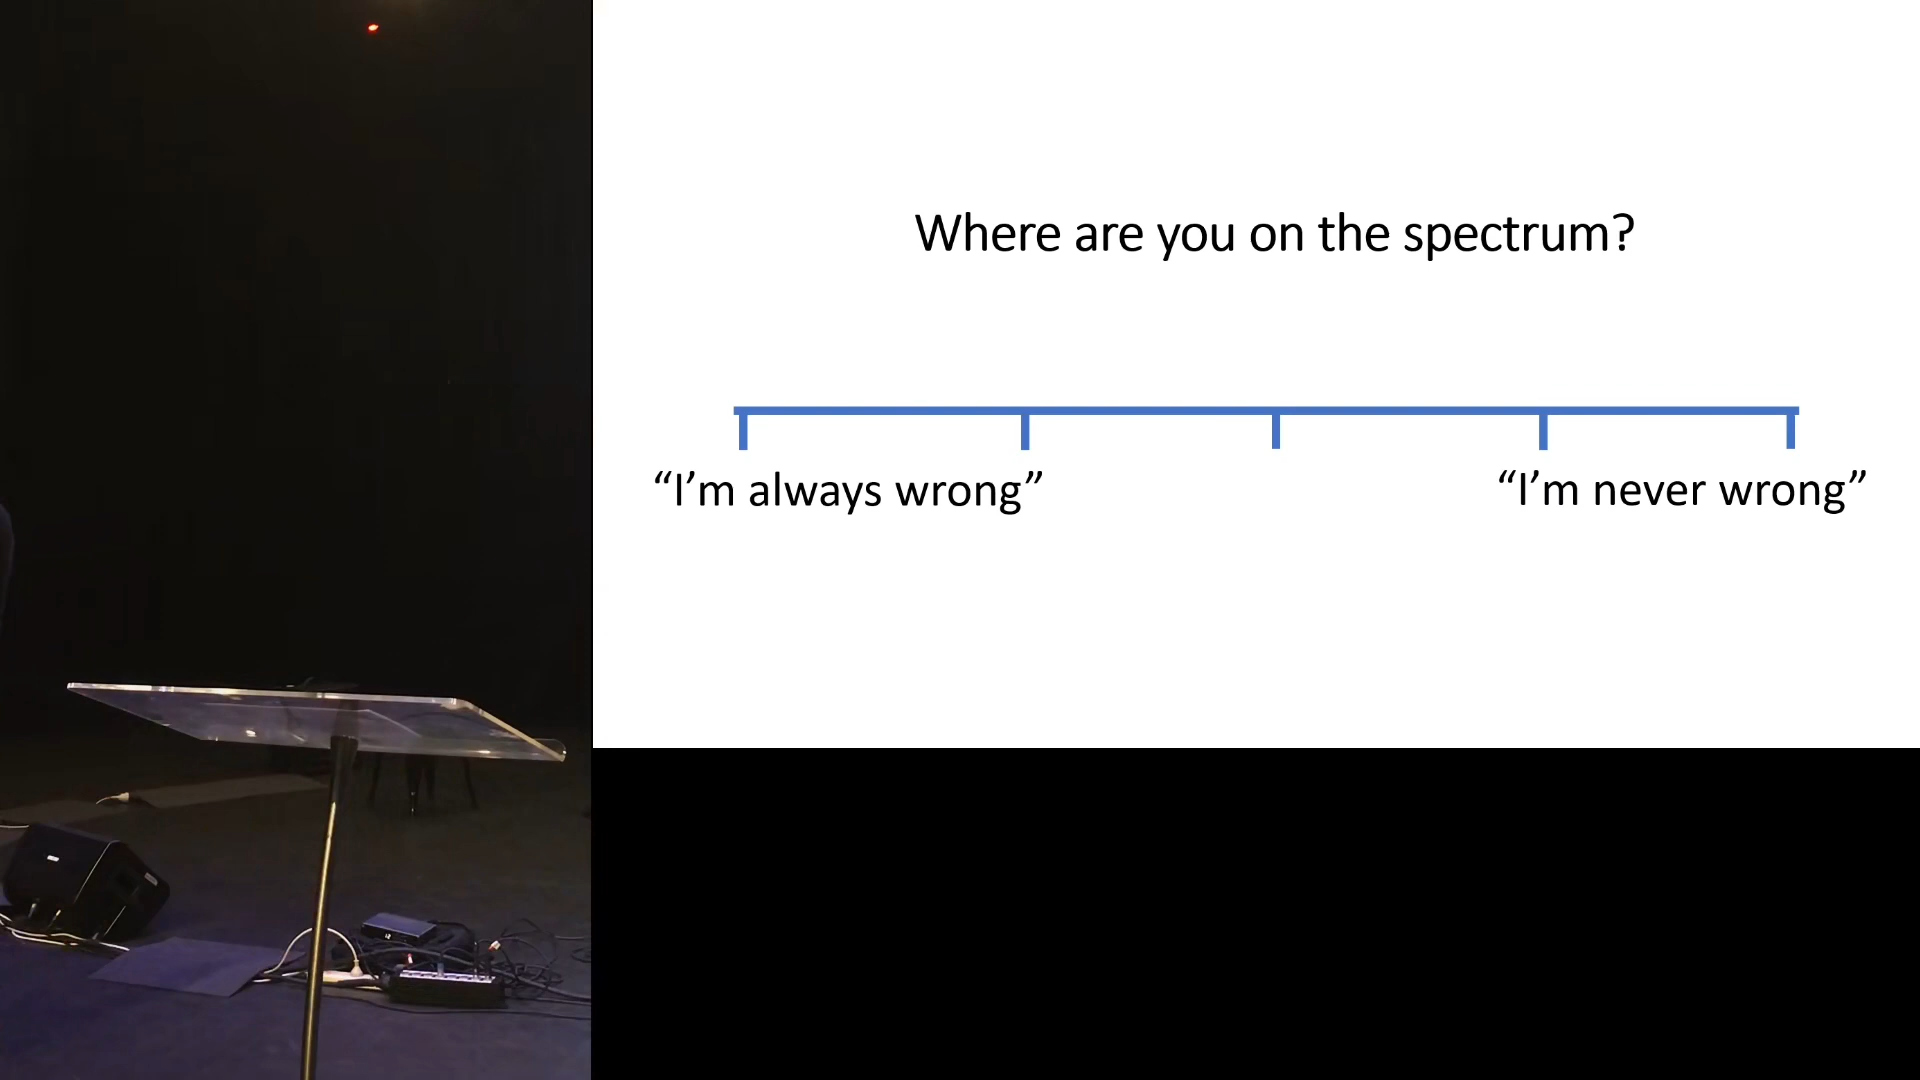 Where are you on the spectrum?
“I’m always wrong”
“I’m never wrong”